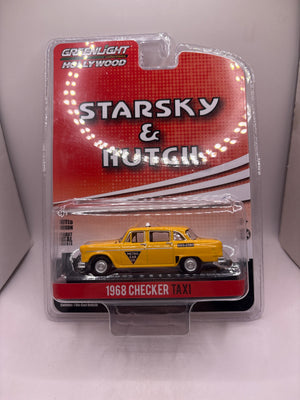 GREENLIGHT
HOLLYWOOD
STARSKY
&
HUTCH
1968 CHECKER TAXI